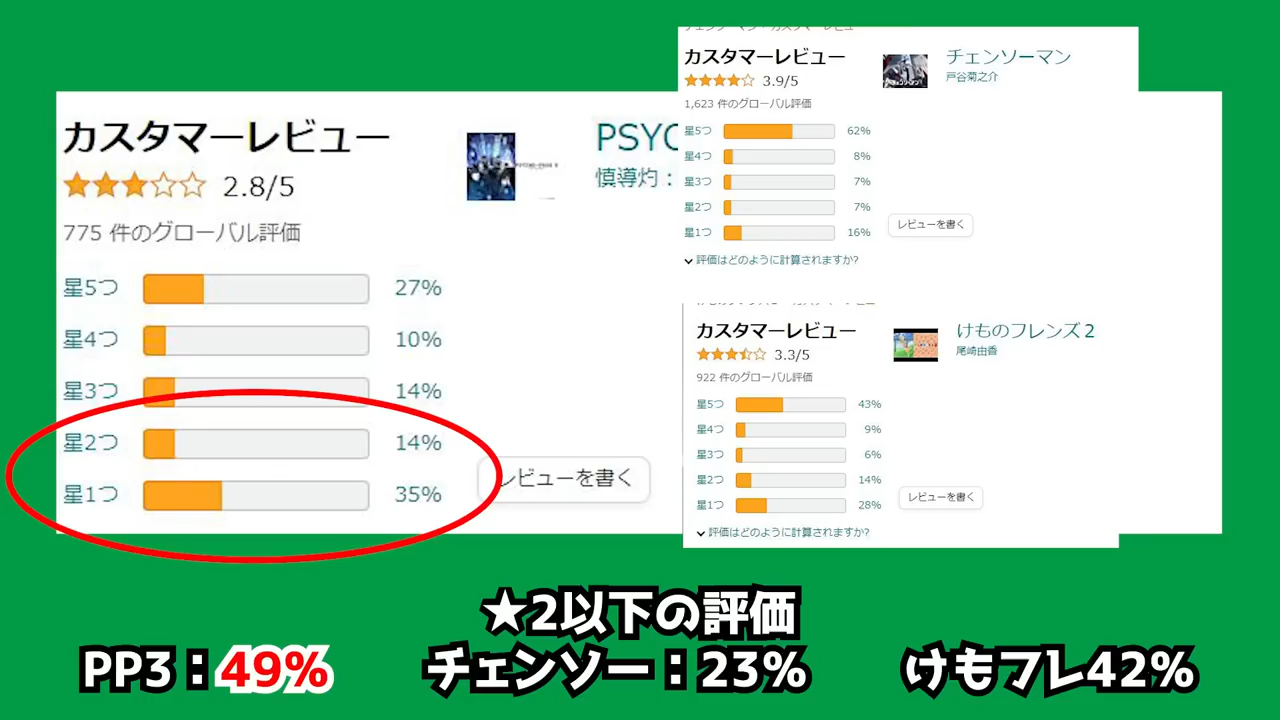 カスタマーレビュー
2.8/5
775 件のグローバル評価
星5つ 27%
星4つ 10%
星3つ 14%
星2つ 14%
星1つ 35%
PSYC
慎導灼：
レビューを書く
カスタマーレビュー
3.9/5
1,623 件のグローバル評価
星5つ 62%
星4つ 8%
星3つ 7%
星2つ 7%
星1つ 16%
評価はどのように計算されますか?
チェンソーマン
戸谷菊之介
レビューを書く
カスタマーレビュー
3.3/5
922 件のグローバル評価
星5つ 43%
星4つ 9%
星3つ 6%
星2つ 14%
星1つ 28%
評価はどのように計算されますか?
けものフレンズ2
尾崎由香
レビューを書く
★2以下の評価
PP3：49% チェンソー：23% けもフレ42%